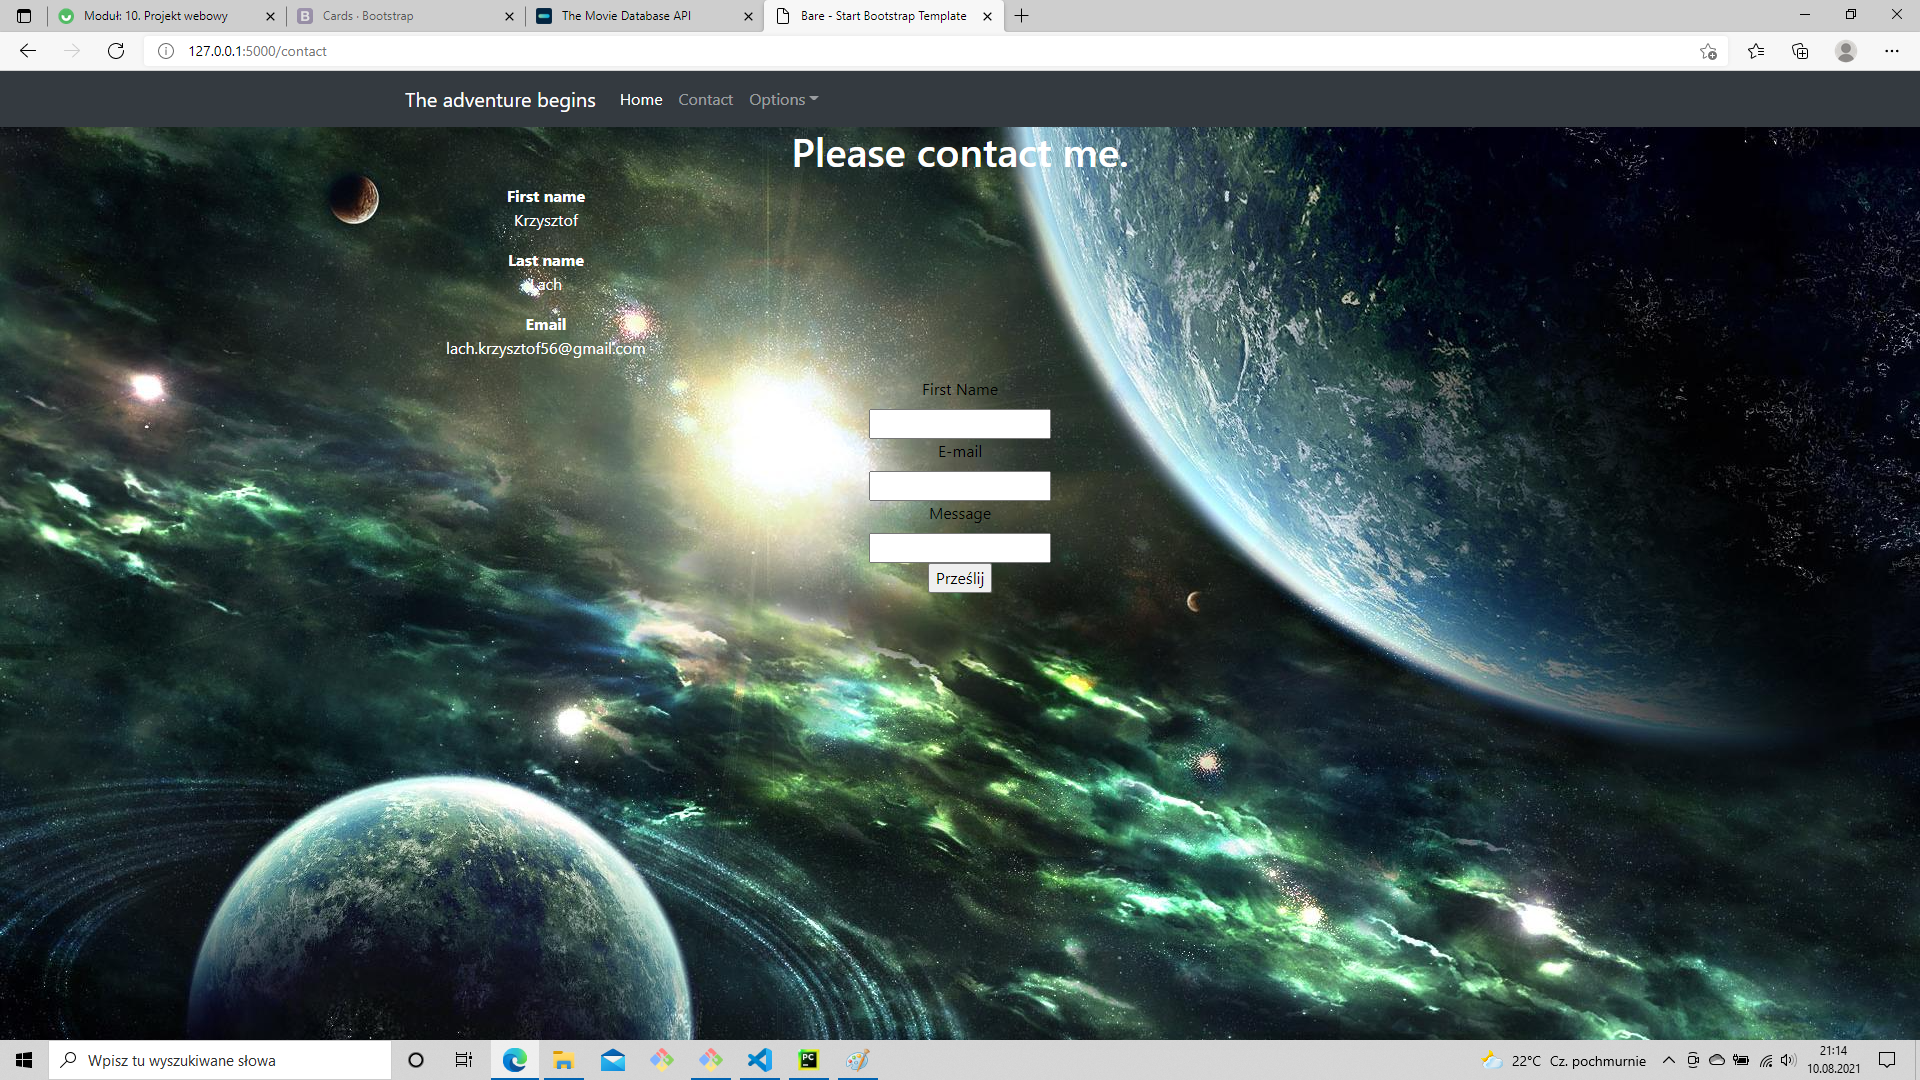 Moduł: 10. Projekt webowy
Cards · Bootstrap
The Movie Database API
Bare - Start Bootstrap Template
127.0.0.1:5000/contact
The adventure begins
Home
Contact
Options
Please contact me.
First name
Krzysztof
Last name
Lach
Email
lach.krzysztof56@gmail.com
First Name
E-mail
Message
Prześlij
Wpisz tu wyszukiwane słowa
22°C Cz. pochmurnie
21:14
10.08.2021